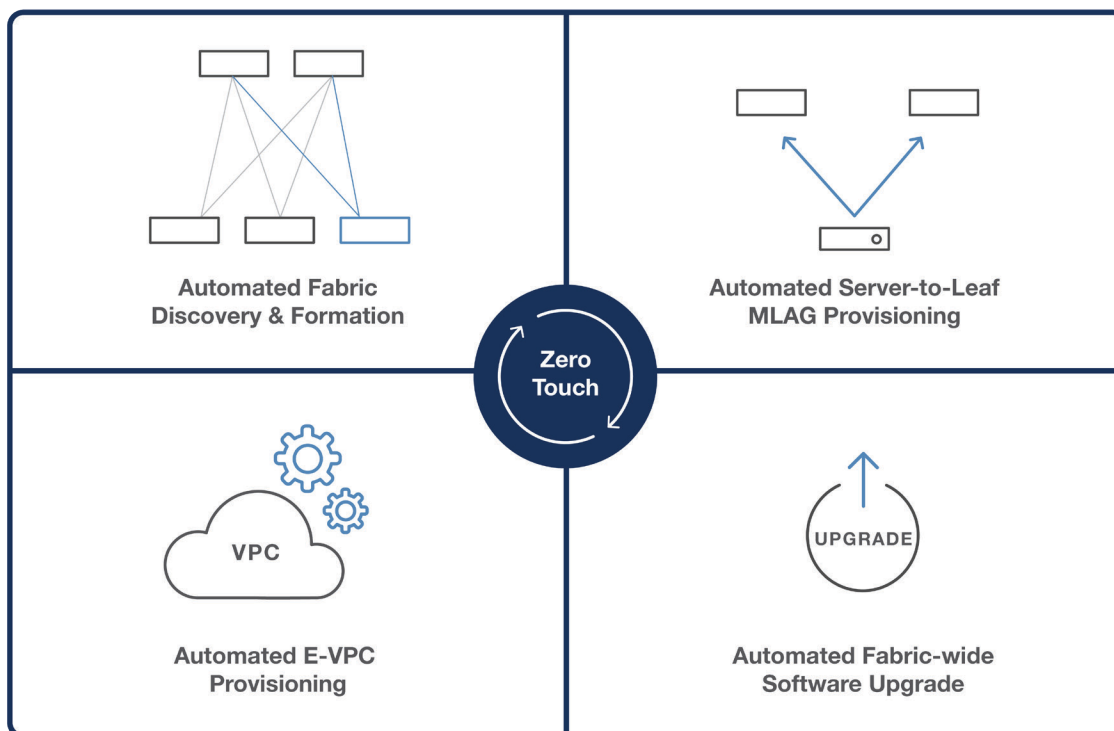 Automated Fabric
Discovery & Formation
Automated Server-to-Leaf
MLAG Provisioning
Zero
Touch
VPC
Automated E-VPC
Provisioning
UPGRADE
Automated Fabric-wide
Software Upgrade